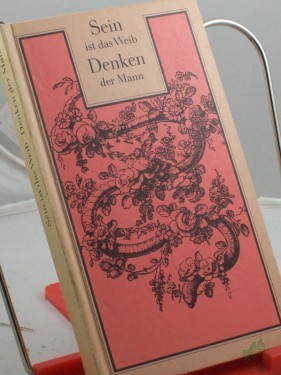 Sein
ist das Weib
Denken
der Mann
Sein ist das Weib Denken der Mann